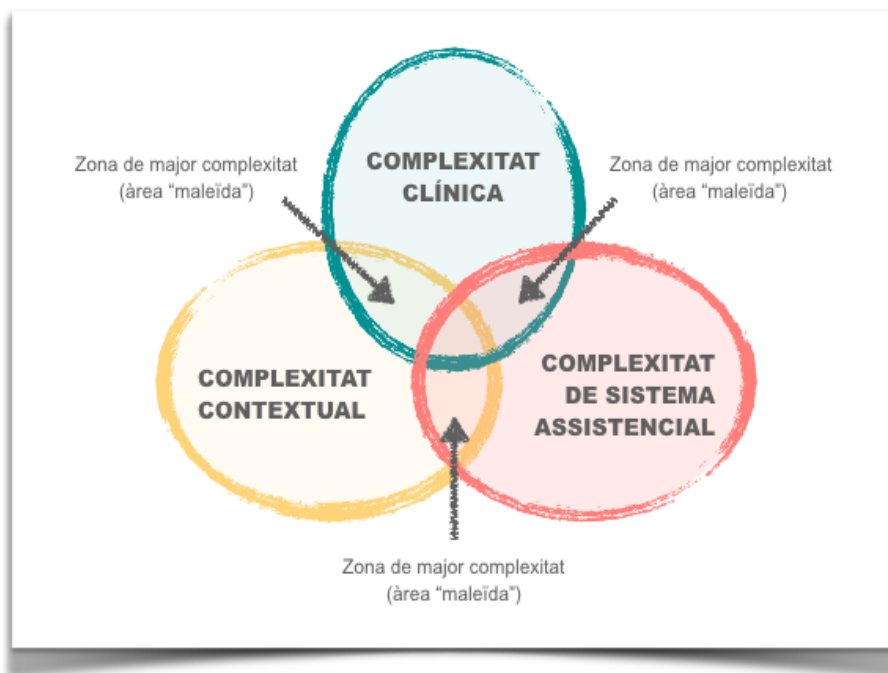 COMPLEXITAT
CLÍNICA
Zona de major complexitat
(àrea “maleïda”)
Zona de major complexitat
(àrea “maleïda”)
COMPLEXITAT
CONTEXTUAL
COMPLEXITAT
DE SISTEMA
ASSISTENCIAL
Zona de major complexitat
(àrea “maleïda”)